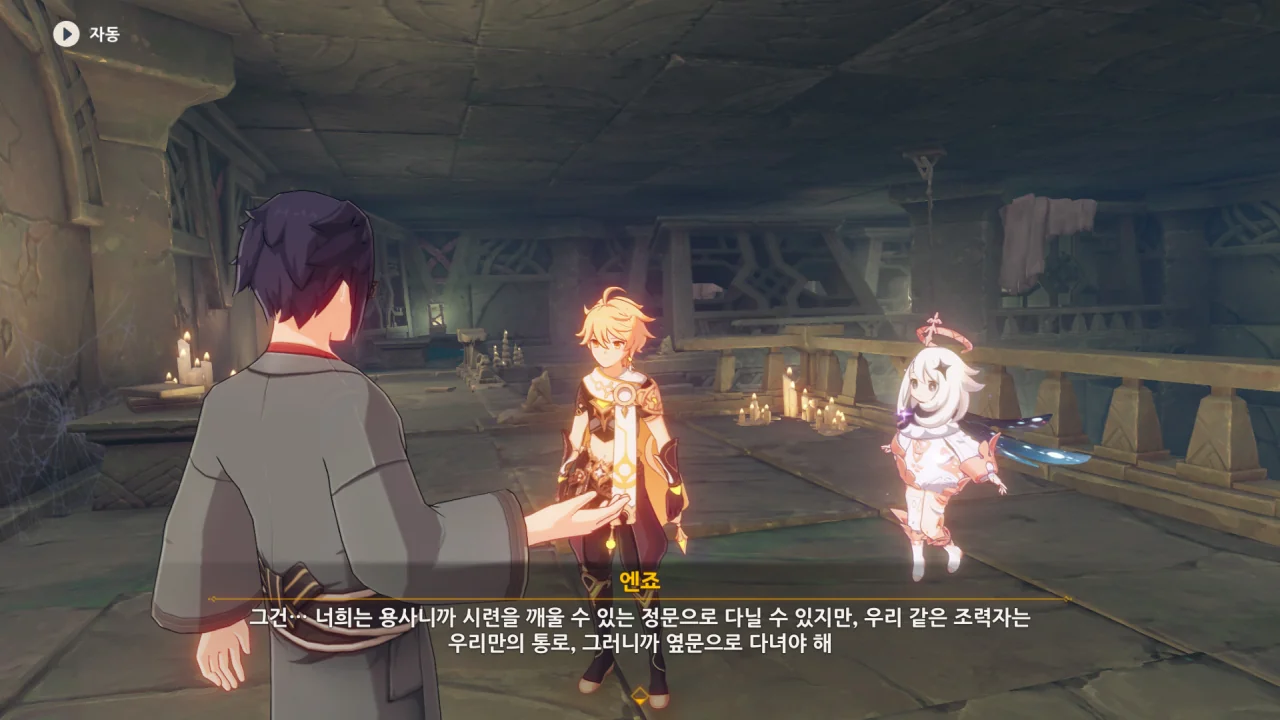 자동
엔죠
그건… 너희는 용사니까 시련을 깨울 수 있는 정문으로 다닐 수 있지만, 우리 같은 조력자는
우리만의 통로, 그러니까 옆문으로 다녀야 해